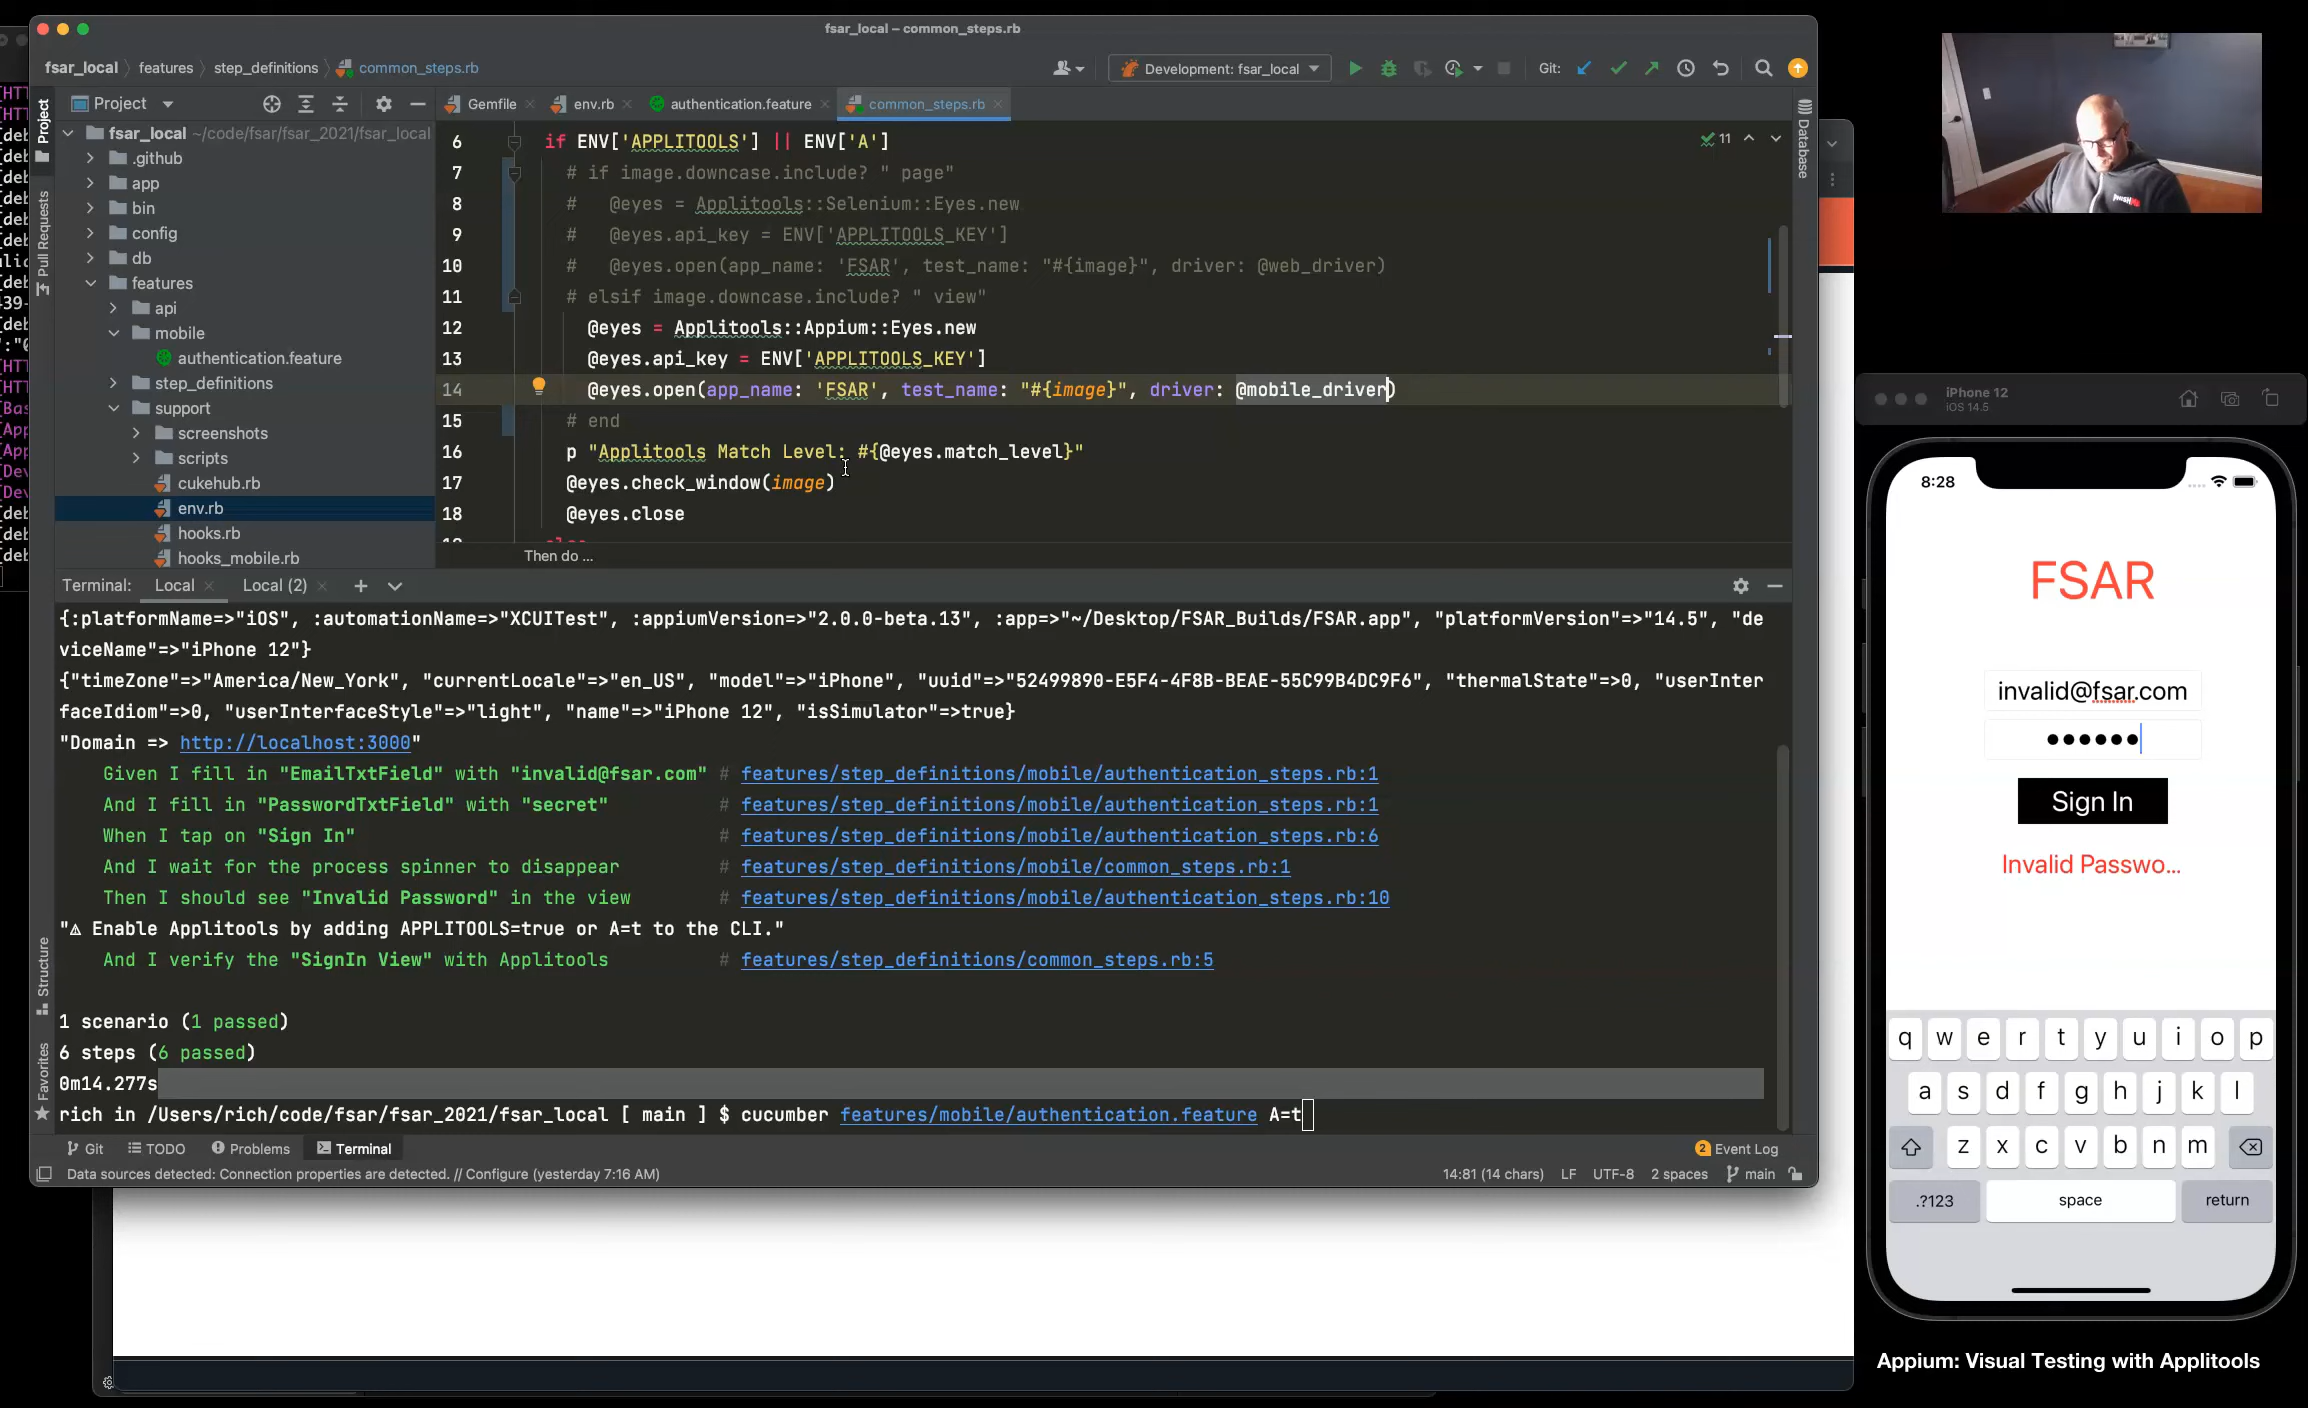 fsar_local – common_steps.rb
fsar_local features step_definitions common_steps.rb
Development: fsar_local
Git:
Project
Gemfile
env.rb
authentication.feature
common_steps.rb
fsar_local ~/code/fsar/fsar_2021/fsar_local
.github
app
bin
config
db
features
api
mobile
authentication.feature
step_definitions
support
screenshots
scripts
cukehub.rb
env.rb
hooks.rb
hooks_mobile.rb
Project
Pull Requests
Structure
Favorites
Database
11
6 if ENV['APPLITOOLS'] || ENV['A']
7 # if image.downcase.include? " page"
8 #   @eyes = Applitools::Selenium::Eyes.new
9 #   @eyes.api_key = ENV['APPLITOOLS_KEY']
10 #   @eyes.open(app_name: 'FSAR', test_name: "#{image}", driver: @web_driver)
11 # elsif image.downcase.include? " view"
12 @eyes = Applitools::Appium::Eyes.new
13 @eyes.api_key = ENV['APPLITOOLS_KEY']
14 @eyes.open(app_name: 'FSAR', test_name: "#{image}", driver: @mobile_driver)
15 # end
16 p "Applitools Match Level: #{@eyes.match_level}"
17 @eyes.check_window(image)
18 @eyes.close
Then do ...
Terminal: Local Local (2)
{:platformName=>"iOS", :automationName=>"XCUITest", :appiumVersion=>"2.0.0-beta.13", :app=>"~/Desktop/FSAR_Builds/FSAR.app", "platformVersion"=>"14.5", "de
viceName"=>"iPhone 12"}
{"timeZone"=>"America/New_York", "currentLocale"=>"en_US", "model"=>"iPhone", "uuid"=>"52499890-E5F4-4F8B-BEAE-55C99B4DC9F6", "thermalState"=>0, "userInter
faceIdiom"=>0, "userInterfaceStyle"=>"light", "name"=>"iPhone 12", "isSimulator"=>true}
"Domain => http://localhost:3000"
Given I fill in "EmailTxtField" with "invalid@fsar.com" # features/step_definitions/mobile/authentication_steps.rb:1
And I fill in "PasswordTxtField" with "secret" # features/step_definitions/mobile/authentication_steps.rb:1
When I tap on "Sign In" # features/step_definitions/mobile/authentication_steps.rb:6
And I wait for the process spinner to disappear # features/step_definitions/mobile/common_steps.rb:1
Then I should see "Invalid Password" in the view # features/step_definitions/mobile/authentication_steps.rb:10
"⚠ Enable Applitools by adding APPLITOOLS=true or A=t to the CLI."
And I verify the "SignIn View" with Applitools # features/step_definitions/common_steps.rb:5
1 scenario (1 passed)
6 steps (6 passed)
0m14.277s
rich in /Users/rich/code/fsar/fsar_2021/fsar_local [ main ] $ cucumber features/mobile/authentication.feature A=t
Git TODO Problems Terminal
2 Event Log
Data sources detected: Connection properties are detected. // Configure (yesterday 7:16 AM)
14:81 (14 chars) LF UTF-8 2 spaces main
iPhone 12
iOS 14.5
8:28
FSAR
invalid@fsar.com
••••••
Sign In
Invalid Passwo...
q w e r t y u i o p
a s d f g h j k l
z x c v b n m
.?123 space return
Appium: Visual Testing with Applitools